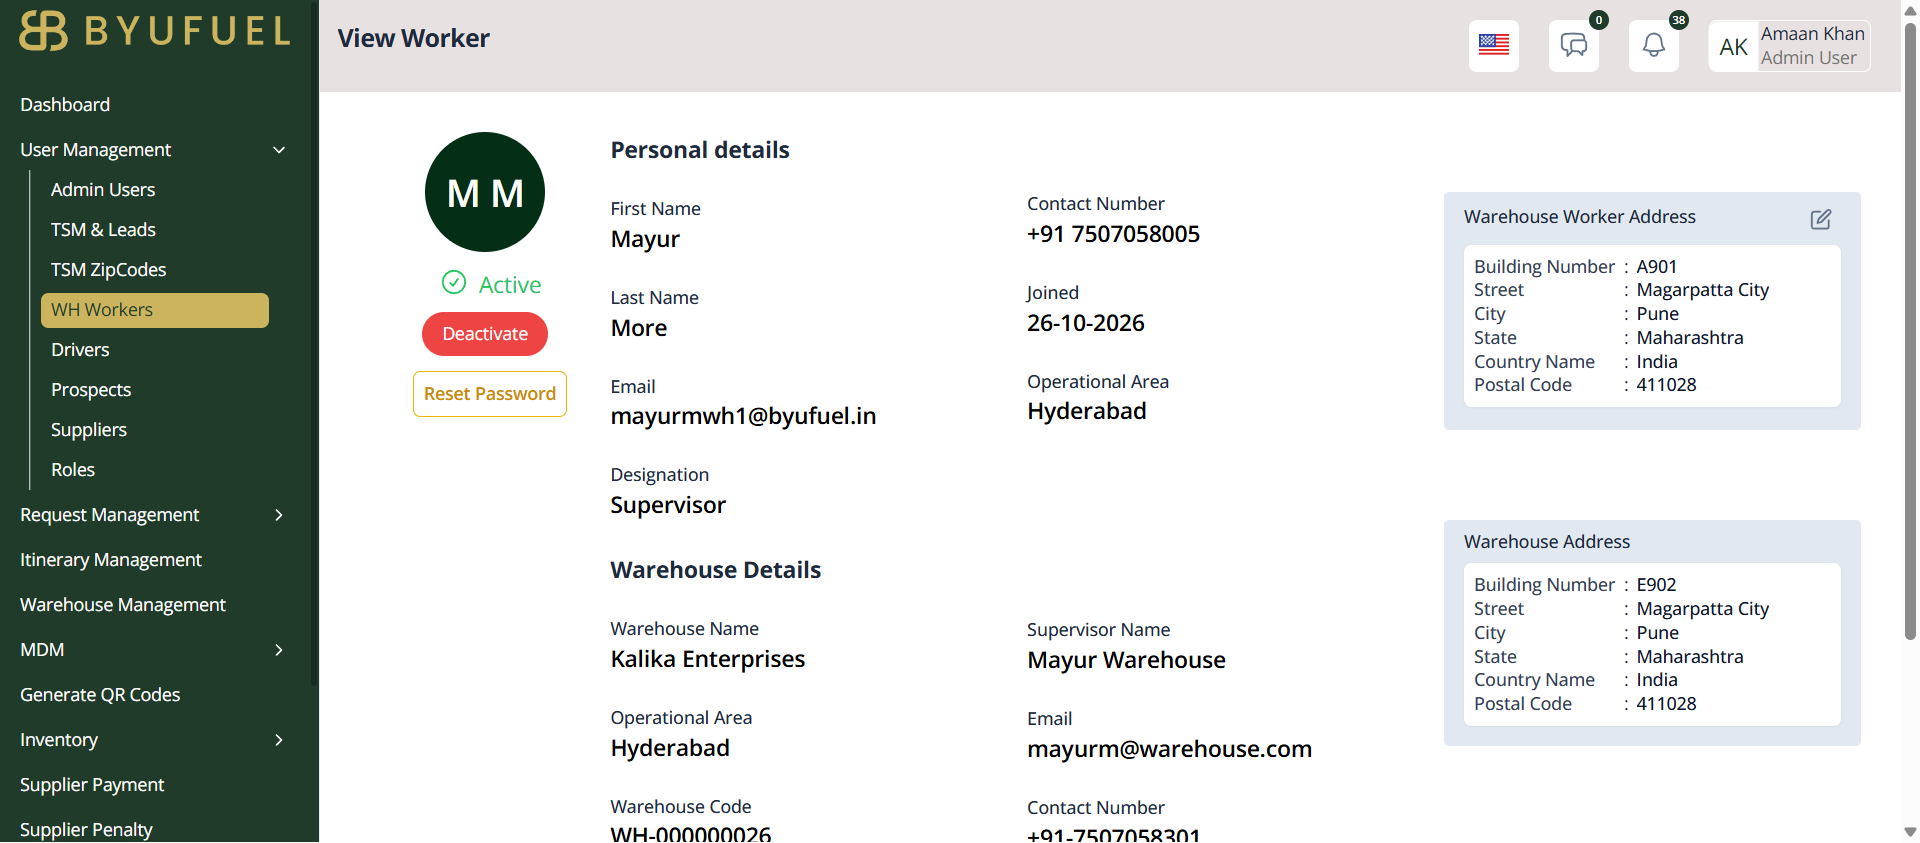 BYUFUEL
Dashboard
User Management
Admin Users
TSM & Leads
TSM ZipCodes
WH Workers
Drivers
Prospects
Suppliers
Roles
Request Management
Itinerary Management
Warehouse Management
MDM
Generate QR Codes
Inventory
Supplier Payment
Supplier Penalty
View Worker
0
38
AK
Amaan Khan
Admin User
M M
Active
Deactivate
Reset Password
Personal details
First Name
Mayur
Last Name
More
Email
mayurmwh1@byufuel.in
Designation
Supervisor
Contact Number
+91 7507058005
Joined
26-10-2026
Operational Area
Hyderabad
Warehouse Worker Address
Building Number : A901
Street : Magarpatta City
City : Pune
State : Maharashtra
Country Name : India
Postal Code : 411028
Warehouse Details
Warehouse Name
Kalika Enterprises
Operational Area
Hyderabad
Warehouse Code
WH-000000026
Supervisor Name
Mayur Warehouse
Email
mayurm@warehouse.com
Contact Number
+91-7507058301
Warehouse Address
Building Number : E902
Street : Magarpatta City
City : Pune
State : Maharashtra
Country Name : India
Postal Code : 411028